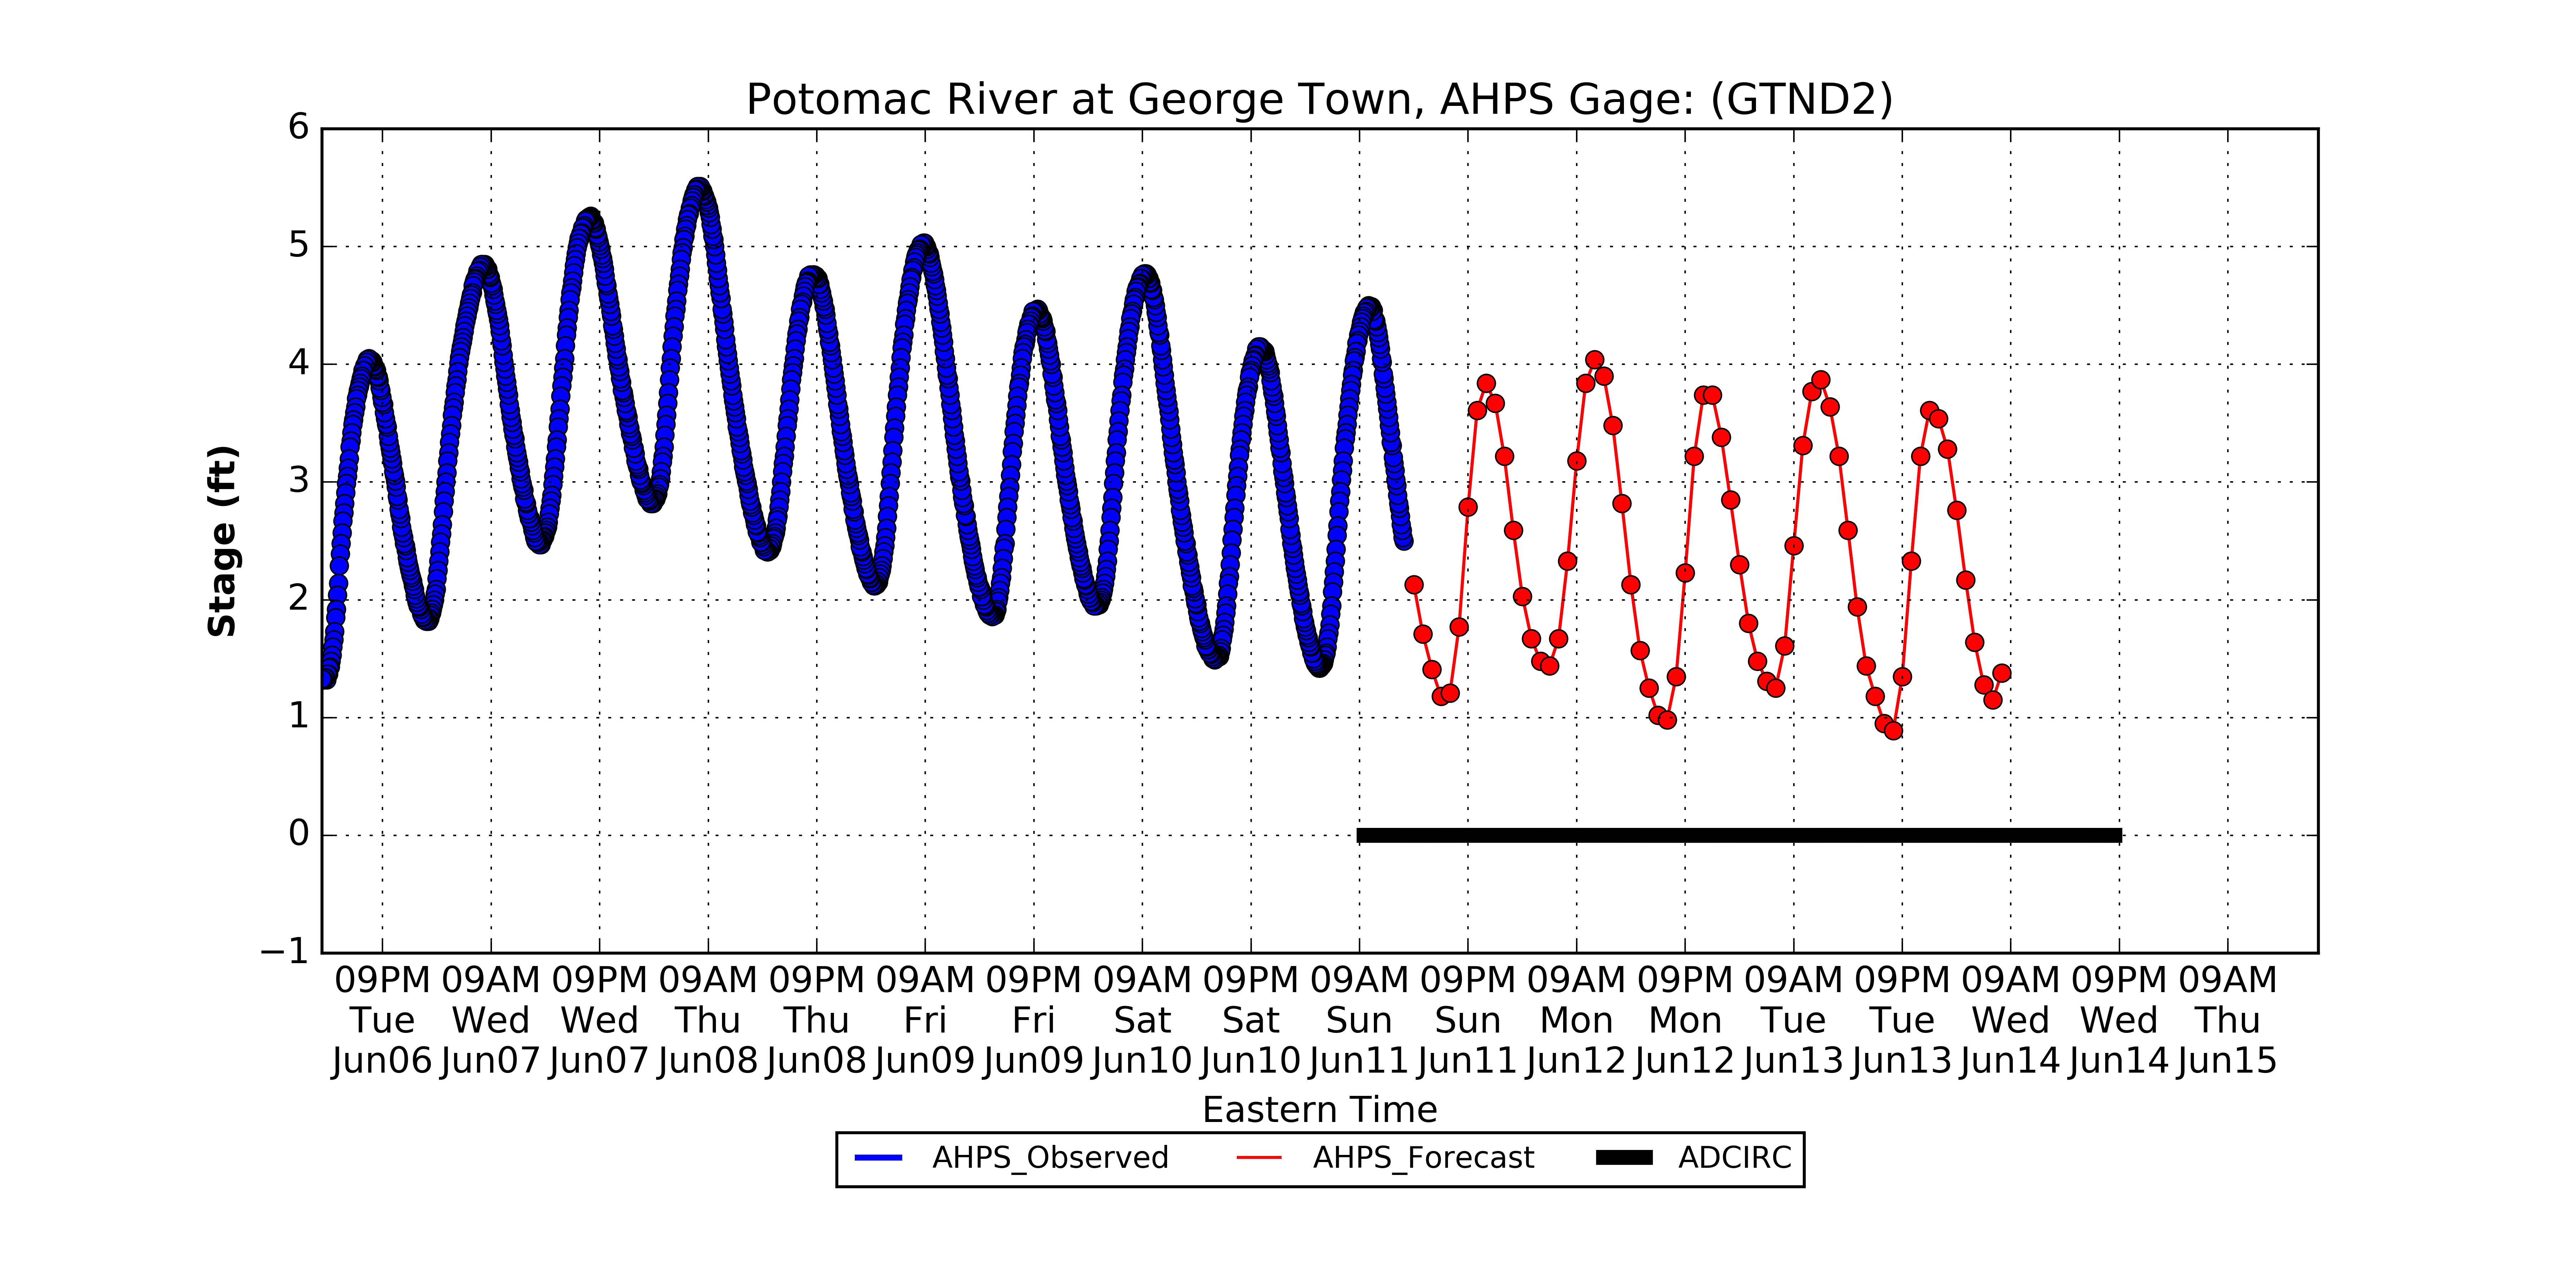 Potomac River at George Town, AHPS Gage: (GTND2)
6
5
4
3
2
1
0
−1
Stage (ft)
09PM 09AM 09PM 09AM 09PM 09AM 09PM 09AM 09PM 09AM 09PM 09AM 09PM 09AM 09PM 09AM 09PM 09AM
Tue Wed Wed Thu Thu Fri Fri Sat Sat Sun Sun Mon Mon Tue Tue Wed Wed Thu
Jun06 Jun07 Jun07 Jun08 Jun08 Jun09 Jun09 Jun10 Jun10 Jun11 Jun11 Jun12 Jun12 Jun13 Jun13 Jun14 Jun14 Jun15
Eastern Time
AHPS_Observed AHPS_Forecast ADCIRC